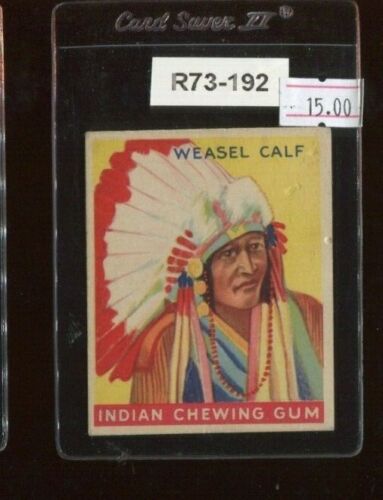 Card Saver II ®
R73-192
15.00
WEASEL CALF
INDIAN CHEWING GUM